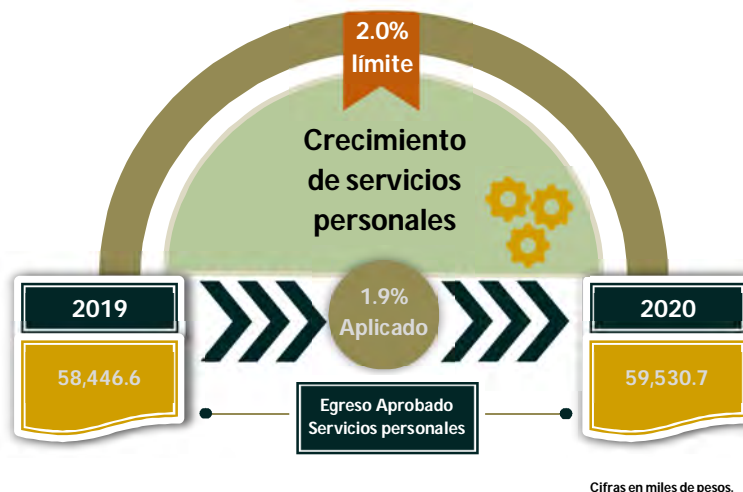 2.0%
límite
Crecimiento
de servicios
personales
2019
1.9%
Aplicado
2020
58,446.6
59,530.7
Egreso Aprobado
Servicios personales
Cifras en miles de pesos.